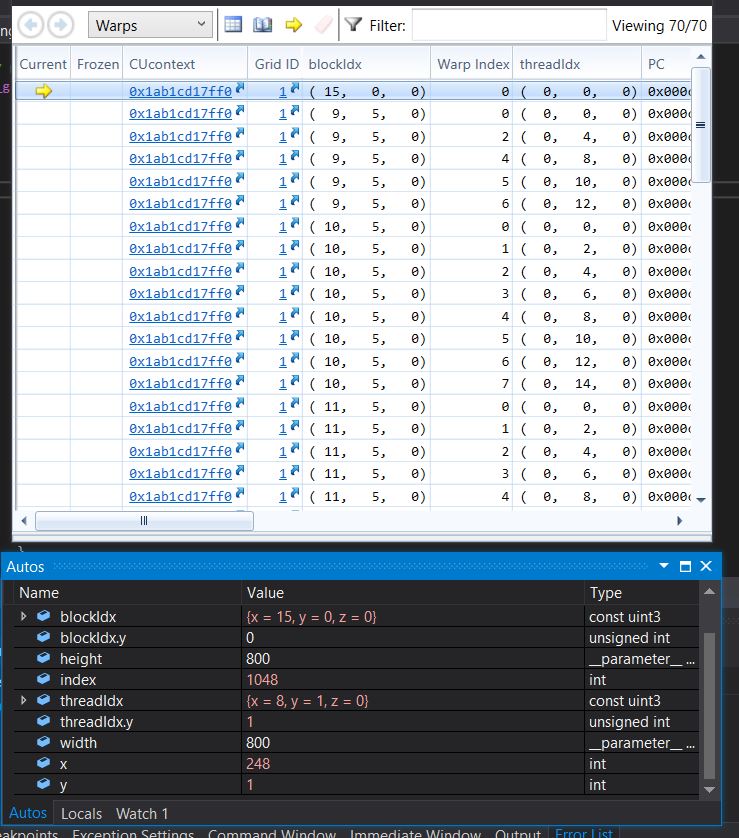 Warps Filter: Viewing 70/70
Current Frozen CUcontext Grid ID blockIdx Warp Index threadIdx PC
0x1ab1cd17ff0 1 ( 15, 0, 0) 0 ( 0, 0, 0) 0x000
0x1ab1cd17ff0 1 ( 9, 5, 0) 0 ( 0, 0, 0) 0x000
0x1ab1cd17ff0 1 ( 9, 5, 0) 2 ( 0, 4, 0) 0x000
0x1ab1cd17ff0 1 ( 9, 5, 0) 4 ( 0, 8, 0) 0x000
0x1ab1cd17ff0 1 ( 9, 5, 0) 5 ( 0, 10, 0) 0x000
0x1ab1cd17ff0 1 ( 9, 5, 0) 6 ( 0, 12, 0) 0x000
0x1ab1cd17ff0 1 ( 10, 5, 0) 0 ( 0, 0, 0) 0x000
0x1ab1cd17ff0 1 ( 10, 5, 0) 1 ( 0, 2, 0) 0x000
0x1ab1cd17ff0 1 ( 10, 5, 0) 2 ( 0, 4, 0) 0x000
0x1ab1cd17ff0 1 ( 10, 5, 0) 3 ( 0, 6, 0) 0x000
0x1ab1cd17ff0 1 ( 10, 5, 0) 4 ( 0, 8, 0) 0x000
0x1ab1cd17ff0 1 ( 10, 5, 0) 5 ( 0, 10, 0) 0x000
0x1ab1cd17ff0 1 ( 10, 5, 0) 6 ( 0, 12, 0) 0x000
0x1ab1cd17ff0 1 ( 10, 5, 0) 7 ( 0, 14, 0) 0x000
0x1ab1cd17ff0 1 ( 11, 5, 0) 0 ( 0, 0, 0) 0x000
0x1ab1cd17ff0 1 ( 11, 5, 0) 1 ( 0, 2, 0) 0x000
0x1ab1cd17ff0 1 ( 11, 5, 0) 2 ( 0, 4, 0) 0x000
0x1ab1cd17ff0 1 ( 11, 5, 0) 3 ( 0, 6, 0) 0x000
0x1ab1cd17ff0 1 ( 11, 5, 0) 4 ( 0, 8, 0) 0x000
Autos
Name Value Type
blockIdx {x = 15, y = 0, z = 0} const uint3
blockIdx.y 0 unsigned int
height 800 __parameter__ ...
index 1048 int
threadIdx {x = 8, y = 1, z = 0} const uint3
threadIdx.y 1 unsigned int
width 800 __parameter__ ...
x 248 int
y 1 int
Autos Locals Watch 1
Exception Settings Command Window Immediate Window Output Error List